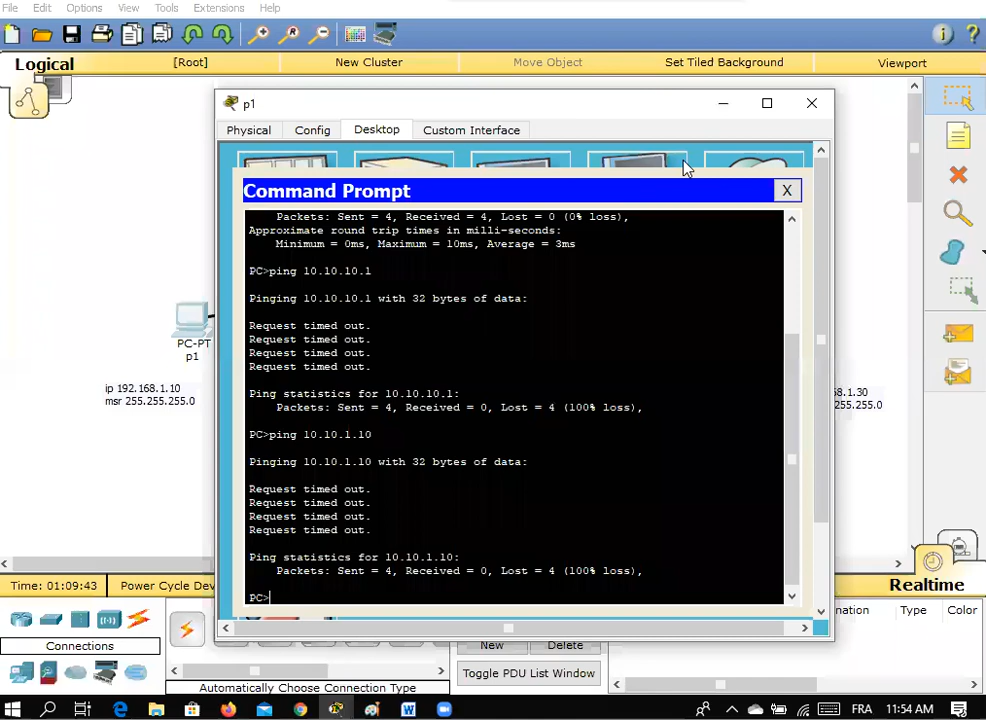 File Edit Options View Tools Extensions Help
Logical [Root] New Cluster Move Object Set Tiled Background Viewport
p1
Physical Config Desktop Custom Interface
Command Prompt X
Packets: Sent = 4, Received = 4, Lost = 0 (0% loss),
Approximate round trip times in milli-seconds:
Minimum = 0ms, Maximum = 10ms, Average = 3ms
PC>ping 10.10.10.1
Pinging 10.10.10.1 with 32 bytes of data:
Request timed out.
Request timed out.
Request timed out.
Request timed out.
Ping statistics for 10.10.10.1:
Packets: Sent = 4, Received = 0, Lost = 4 (100% loss),
PC>ping 10.10.1.10
Pinging 10.10.1.10 with 32 bytes of data:
Request timed out.
Request timed out.
Request timed out.
Request timed out.
Ping statistics for 10.10.1.10:
Packets: Sent = 4, Received = 0, Lost = 4 (100% loss),
PC>
PC-PT
p1
ip 192.168.1.10
msr 255.255.255.0
.1.30
.255.0
Time: 01:09:43 Power Cycle Dev
Realtime
Connections
New Delete
Toggle PDU List Window
nation Type Color
Automatically Choose Connection Type
FRA 11:54 AM